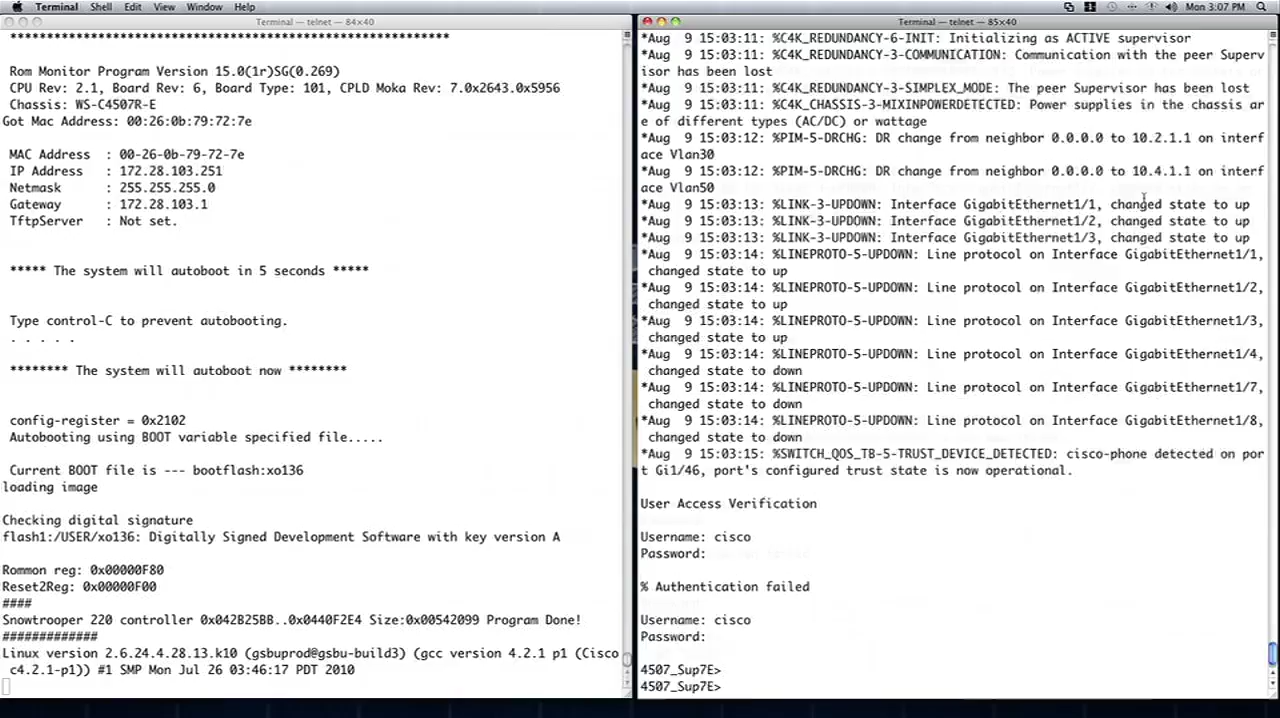 Terminal Shell Edit View Window Help
Mon 3:07 PM
Terminal — telnet — 84×40
************************************************************
Rom Monitor Program Version 15.0(1r)SG(0.269)
CPU Rev: 2.1, Board Rev: 6, Board Type: 101, CPLD Moka Rev: 7.0x2643.0x5956
Chassis: WS-C4507R-E
Got Mac Address: 00:26:0b:79:72:7e
MAC Address  : 00-26-0b-79-72-7e
IP Address   : 172.28.103.251
Netmask      : 255.255.255.0
Gateway      : 172.28.103.1
TftpServer   : Not set.
***** The system will autoboot in 5 seconds *****
Type control-C to prevent autobooting.
. . . . .
******** The system will autoboot now ********
config-register = 0x2102
Autobooting using BOOT variable specified file.....
Current BOOT file is --- bootflash:xo136
loading image
Checking digital signature
flash1:/USER/xo136: Digitally Signed Development Software with key version A
Rommon reg: 0x00000F80
Reset2Reg: 0x00000F00
####
Snowtrooper 220 controller 0x042B25BB..0x0440F2E4 Size:0x00542099 Program Done!
#############
Linux version 2.6.24.4.28.13.k10 (gsbuprod@gsbu-build3) (gcc version 4.2.1 p1 (Cisco
c4.2.1-p1)) #1 SMP Mon Jul 26 03:46:17 PDT 2010
Terminal — telnet — 85×40
*Aug  9 15:03:11: %C4K_REDUNDANCY-6-INIT: Initializing as ACTIVE supervisor
*Aug  9 15:03:11: %C4K_REDUNDANCY-3-COMMUNICATION: Communication with the peer Superv
isor has been lost
*Aug  9 15:03:11: %C4K_REDUNDANCY-3-SIMPLEX_MODE: The peer Supervisor has been lost
*Aug  9 15:03:11: %C4K_CHASSIS-3-MIXINPOWERDETECTED: Power supplies in the chassis ar
e of different types (AC/DC) or wattage
*Aug  9 15:03:12: %PIM-5-DRCHG: DR change from neighbor 0.0.0.0 to 10.2.1.1 on interf
ace Vlan30
*Aug  9 15:03:12: %PIM-5-DRCHG: DR change from neighbor 0.0.0.0 to 10.4.1.1 on interf
ace Vlan50
*Aug  9 15:03:13: %LINK-3-UPDOWN: Interface GigabitEthernet1/1, changed state to up
*Aug  9 15:03:13: %LINK-3-UPDOWN: Interface GigabitEthernet1/2, changed state to up
*Aug  9 15:03:13: %LINK-3-UPDOWN: Interface GigabitEthernet1/3, changed state to up
*Aug  9 15:03:14: %LINEPROTO-5-UPDOWN: Line protocol on Interface GigabitEthernet1/1,
changed state to up
*Aug  9 15:03:14: %LINEPROTO-5-UPDOWN: Line protocol on Interface GigabitEthernet1/2,
changed state to up
*Aug  9 15:03:14: %LINEPROTO-5-UPDOWN: Line protocol on Interface GigabitEthernet1/3,
changed state to up
*Aug  9 15:03:14: %LINEPROTO-5-UPDOWN: Line protocol on Interface GigabitEthernet1/4,
changed state to down
*Aug  9 15:03:14: %LINEPROTO-5-UPDOWN: Line protocol on Interface GigabitEthernet1/7,
changed state to down
*Aug  9 15:03:14: %LINEPROTO-5-UPDOWN: Line protocol on Interface GigabitEthernet1/8,
changed state to down
*Aug  9 15:03:15: %SWITCH_QOS_TB-5-TRUST_DEVICE_DETECTED: cisco-phone detected on por
t Gi1/46, port's configured trust state is now operational.
User Access Verification
Username: cisco
Password:
% Authentication failed
Username: cisco
Password:
4507_Sup7E>
4507_Sup7E>